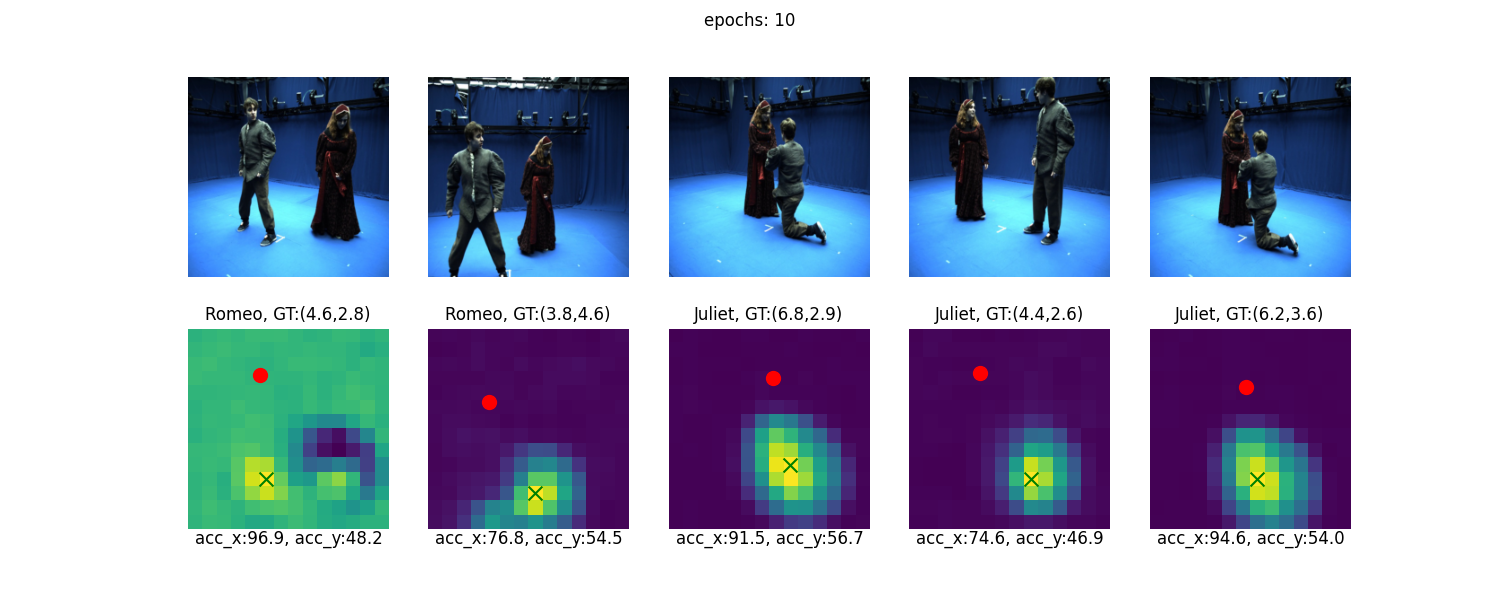 epochs: 10
Romeo, GT:(4.6,2.8)
Romeo, GT:(3.8,4.6)
Juliet, GT:(6.8,2.9)
Juliet, GT:(4.4,2.6)
Juliet, GT:(6.2,3.6)
acc_x:96.9, acc_y:48.2
acc_x:76.8, acc_y:54.5
acc_x:91.5, acc_y:56.7
acc_x:74.6, acc_y:46.9
acc_x:94.6, acc_y:54.0